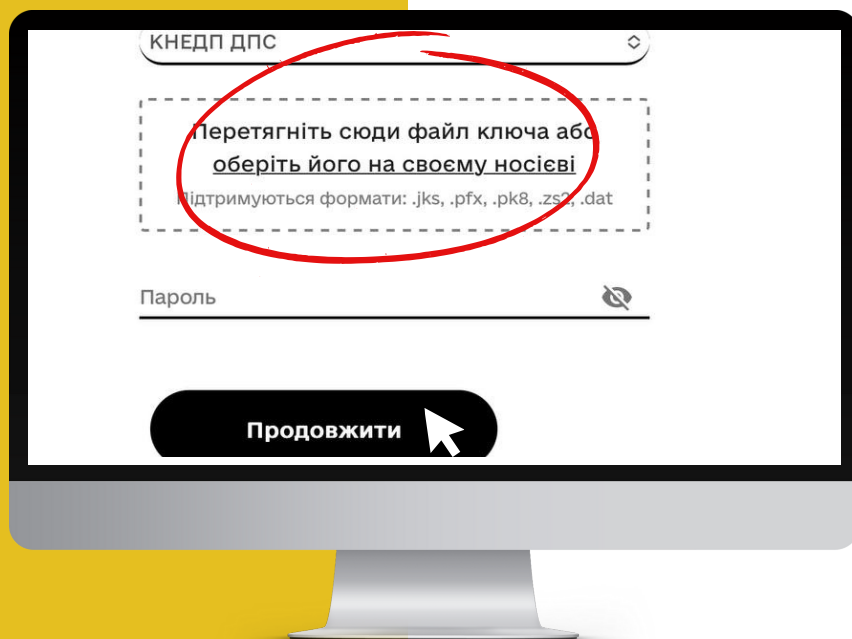 КНЕДП ДПС
Перетягніть сюди файл ключа або
оберіть його на своєму носієві
Підтримуються формати: .jks, .pfx, .pk8, .zs2, .dat
Пароль
Продовжити